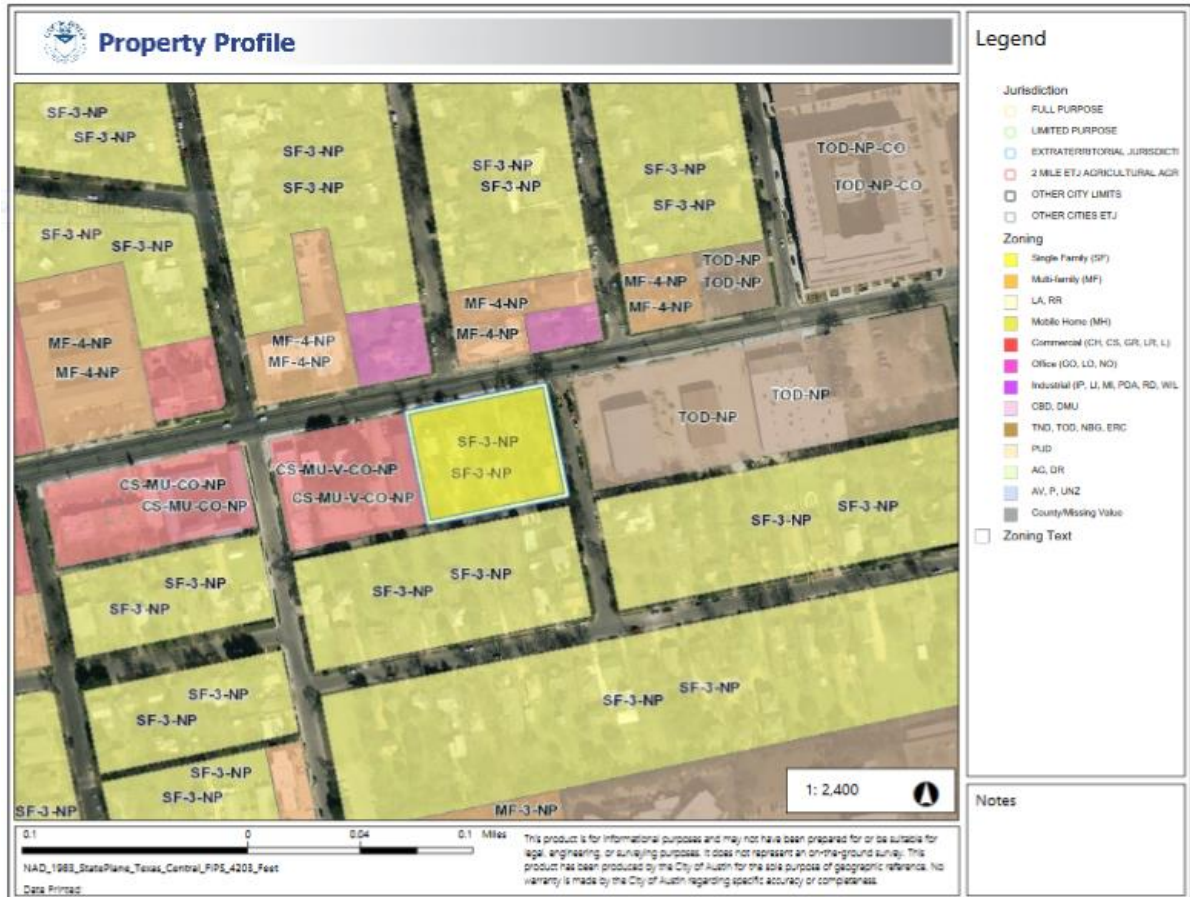 Property Profile
SF-3-NP
SF-3-NP
SF-3-NP
SF-3-NP
SF-3-NP
SF-3-NP
SF-3-NP
SF-3-NP
TOD-NP-CO
TOD-NP-CO
SF-3-NP
SF-3-NP
TOD-NP
TOD-NP
MF-4-NP
MF-4-NP
MF-4-NP
MF-4-NP
MF-4-NP
MF-4-NP
MF-4-NP
MF-4-NP
TOD-NP
TOD-NP
SF-3-NP
SF-3-NP
CS-MU-V-CO-NP
CS-MU-V-CO-NP
CS-MU-CO-NP
CS-MU-CO-NP
SF-3-NP
SF-3-NP
SF-3-NP
SF-3-NP
SF-3-NP
SF-3-NP
SF-3-NP
SF-3-NP
SF-3-NP
SF-3-NP
SF-3-NP
SF-3-NP
SF-3-NP
MF-3-NP
1: 2,400
0.1 0 0.04 0.1 Miles
NAD_1983_StatePlane_Texas_Central_FIPS_4203_Feet
Date Printed:
This product is for informational purposes and may not have been prepared for or be suitable for
legal, engineering, or surveying purposes. It does not represent an on-the-ground survey. This
product has been produced by the City of Austin for the sole purpose of geographic reference. No
warranty is made by the City of Austin regarding specific accuracy or completeness.
Legend
Jurisdiction
FULL PURPOSE
LIMITED PURPOSE
EXTRATERRITORIAL JURISDICTI
2 MILE ETJ AGRICULTURAL AGR
OTHER CITY LIMITS
OTHER CITIES ETJ
Zoning
Single Family (SF)
Multi-family (MF)
LA, RR
Mobile Home (MH)
Commercial (CH, CS, GR, LR, L)
Office (GO, LO, NO)
Industrial (IP, LI, MI, PDA, RD, W/L
CBD, DMU
TND, TOD, NBG, ERC
PUD
AG, DR
AV, P, UNZ
County/Missing Value
Zoning Text
Notes